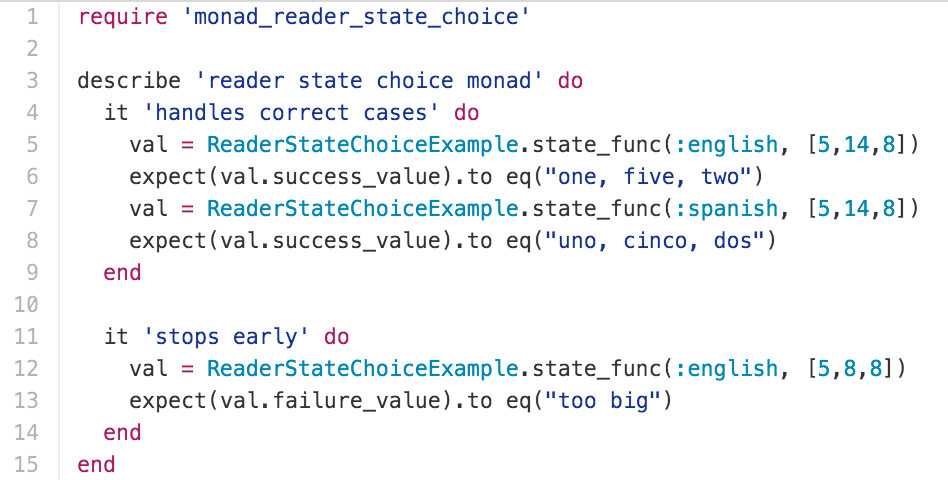 1 require 'monad_reader_state_choice'
2
3 describe 'reader state choice monad' do
4   it 'handles correct cases' do
5     val = ReaderStateChoiceExample.state_func(:english, [5,14,8])
6     expect(val.success_value).to eq("one, five, two")
7     val = ReaderStateChoiceExample.state_func(:spanish, [5,14,8])
8     expect(val.success_value).to eq("uno, cinco, dos")
9   end
10
11   it 'stops early' do
12     val = ReaderStateChoiceExample.state_func(:english, [5,8,8])
13     expect(val.failure_value).to eq("too big")
14   end
15 end